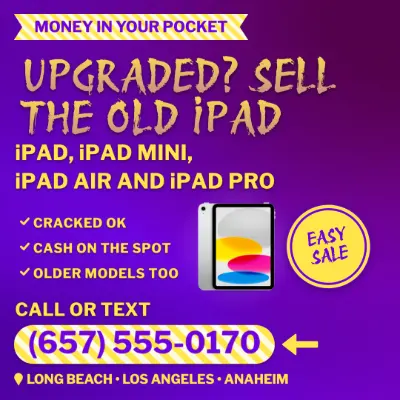 MONEY IN YOUR POCKET
UPGRADED? SELL
THE OLD iPAD
iPAD, iPAD MINI,
iPAD AIR AND iPAD PRO
CRACKED OK
CASH ON THE SPOT
OLDER MODELS TOO
EASY
SALE
CALL OR TEXT
(657) 555-0170
LONG BEACH • LOS ANGELES • ANAHEIM